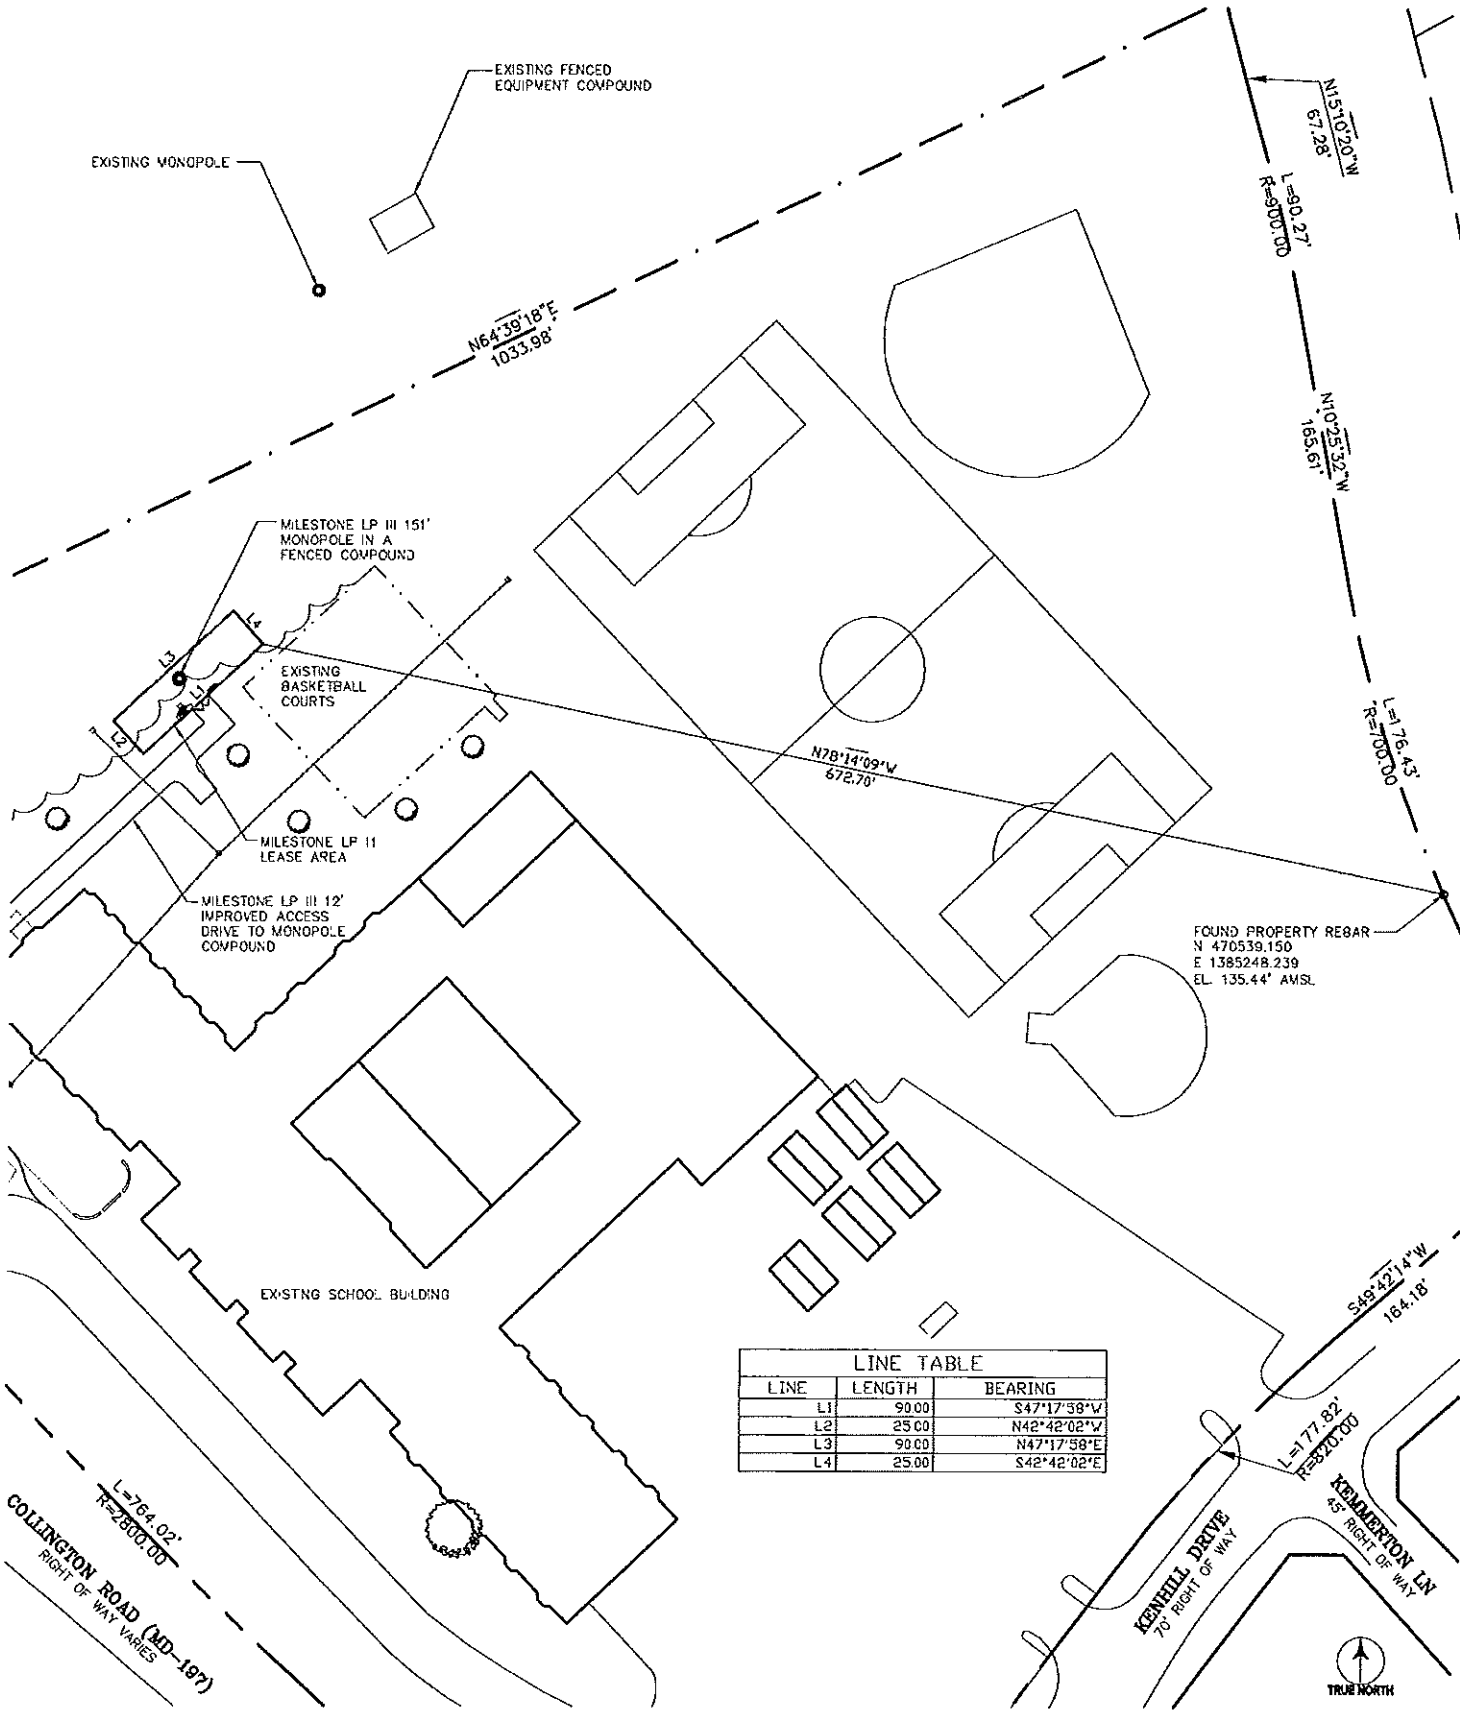 EXISTING FENCED
EQUIPMENT COMPOUND
EXISTING MONOPOLE
N15°10'20"W
67.28'
L=90.27'
R=900.00
N64°39'18"E
1033.98'
N10°25'32"W
165.61'
MILESTONE LP III 151'
MONOPOLE IN A
FENCED COMPOUND
L4
L3
L1
L2
EXISTING
BASKETBALL
COURTS
L=176.43'
R=700.00
N78°14'09"W
672.70'
MILESTONE LP II
LEASE AREA
MILESTONE LP III 12'
IMPROVED ACCESS
DRIVE TO MONOPOLE
COMPOUND
FOUND PROPERTY REBAR
N 470539.150
E 1385248.239
EL. 135.44' AMSL
S49°42'14"W
164.18'
EXISTNG SCHOOL BUILDING
LINE TABLE
LINE LENGTH BEARING
L1 90.00 S47°17'58"W
L2 25.00 N42°42'02"W
L3 90.00 N47°17'58"E
L4 25.00 S42°42'02"E
L=177.82'
R=820.00
KEMMERTON LN
45' RIGHT OF WAY
KENHILL DRIVE
70' RIGHT OF WAY
L=764.02'
R=2800.00
COLLINGTON ROAD (MD-197)
RIGHT OF WAY VARIES
TRUE NORTH